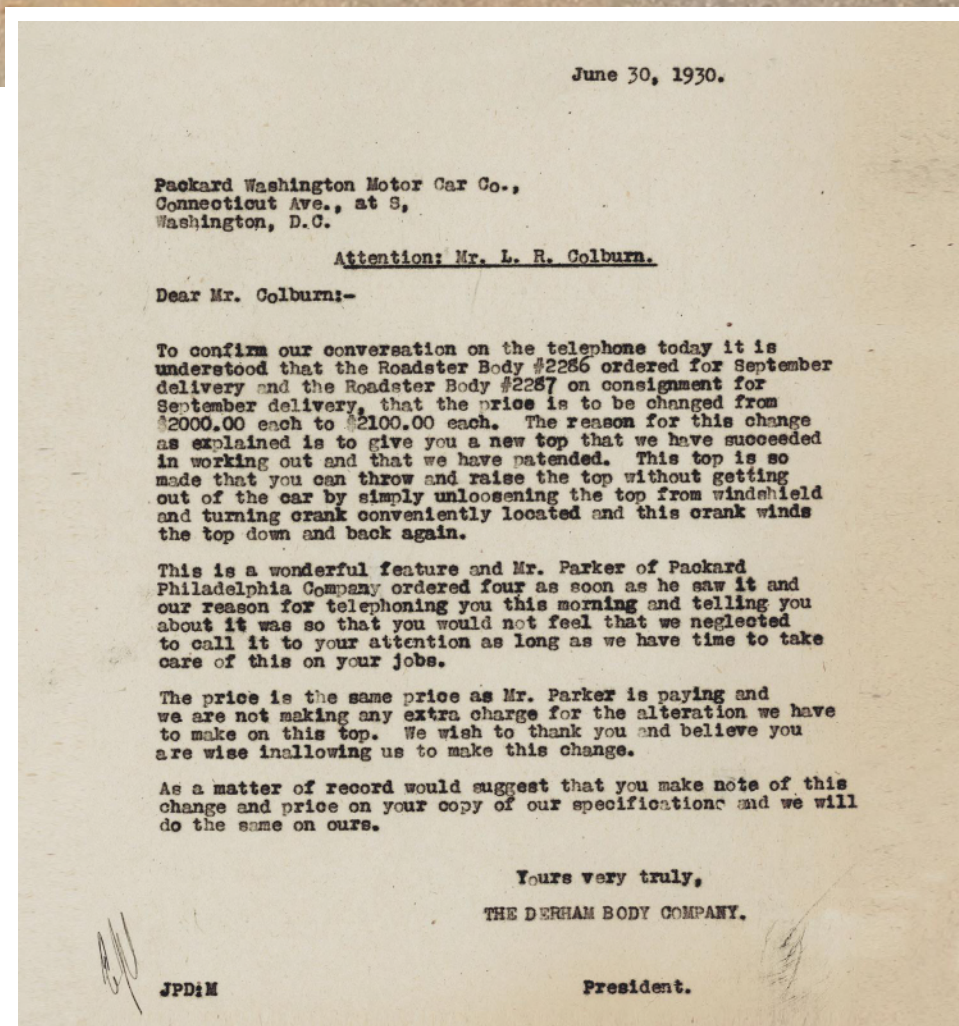 June 30, 1930.
Packard Washington Motor Car Co.,
Connecticut Ave., at S,
Washington, D.C.
Attention: Mr. L. R. Colburn.
Dear Mr. Colburn:-
To confirm our conversation on the telephone today it is
understood that the Roadster Body #2286 ordered for September
delivery and the Roadster Body #2287 on consignment for
September delivery, that the price is to be changed from
$2000.00 each to $2100.00 each. The reason for this change
as explained is to give you a new top that we have succeeded
in working out and that we have patended. This top is so
made that you can throw and raise the top without getting
out of the car by simply unloosening the top from windshield
and turning crank conveniently located and this crank winds
the top down and back again.
This is a wonderful feature and Mr. Parker of Packard
Philadelphia Company ordered four as soon as he saw it and
our reason for telephoning you this morning and telling you
about it was so that you would not feel that we neglected
to call it to your attention as long as we have time to take
care of this on your jobs.
The price is the same price as Mr. Parker is paying and
we are not making any extra charge for the alteration we have
to make on this top. We wish to thank you and believe you
are wise inallowing us to make this change.
As a matter of record would suggest that you make note of this
change and price on your copy of our specifications and we will
do the same on ours.
Yours very truly,
THE DERHAM BODY COMPANY.
JPD:M
President.